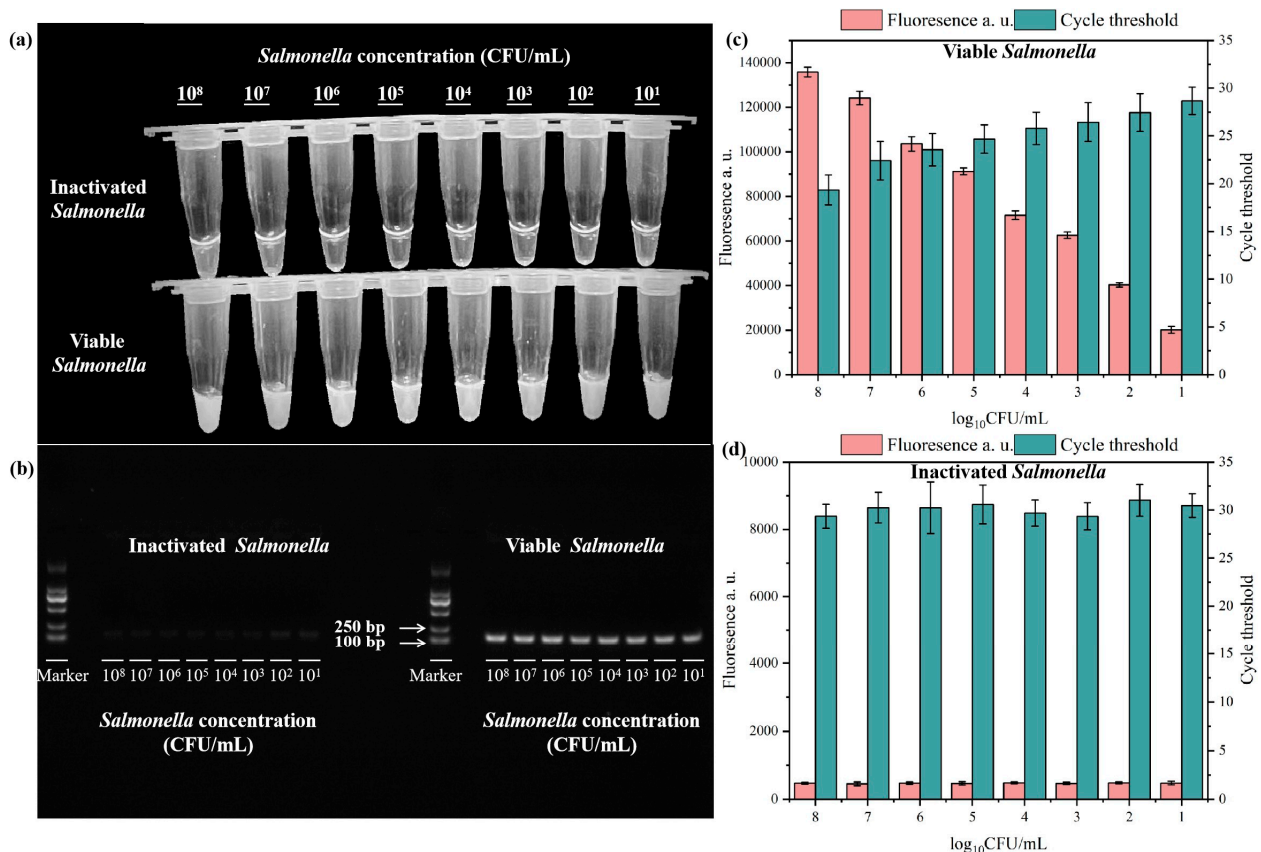 (a)
Salmonella concentration (CFU/mL)
10⁸ 10⁷ 10⁶ 10⁵ 10⁴ 10³ 10² 10¹
Inactivated
Salmonella
Viable
Salmonella
(b)
Inactivated Salmonella
Viable Salmonella
250 bp
100 bp
Marker 10⁸ 10⁷ 10⁶ 10⁵ 10⁴ 10³ 10² 10¹
Marker 10⁸ 10⁷ 10⁶ 10⁵ 10⁴ 10³ 10² 10¹
Salmonella concentration
(CFU/mL)
Salmonella concentration
(CFU/mL)
Fluoresence a. u. Cycle threshold
(c)
Viable Salmonella
140000
120000
100000
80000
60000
40000
20000
0
Fluoresence a. u.
35
30
25
20
15
10
5
0
Cycle threshold
8 7 6 5 4 3 2 1
log₁₀CFU/mL
Fluoresence a. u. Cycle threshold
(d)
Inactivated Salmonella
10000
8000
6000
4000
2000
0
Fluoresence a. u.
35
30
25
20
15
10
5
0
Cycle threshold
8 7 6 5 4 3 2 1
log₁₀CFU/mL